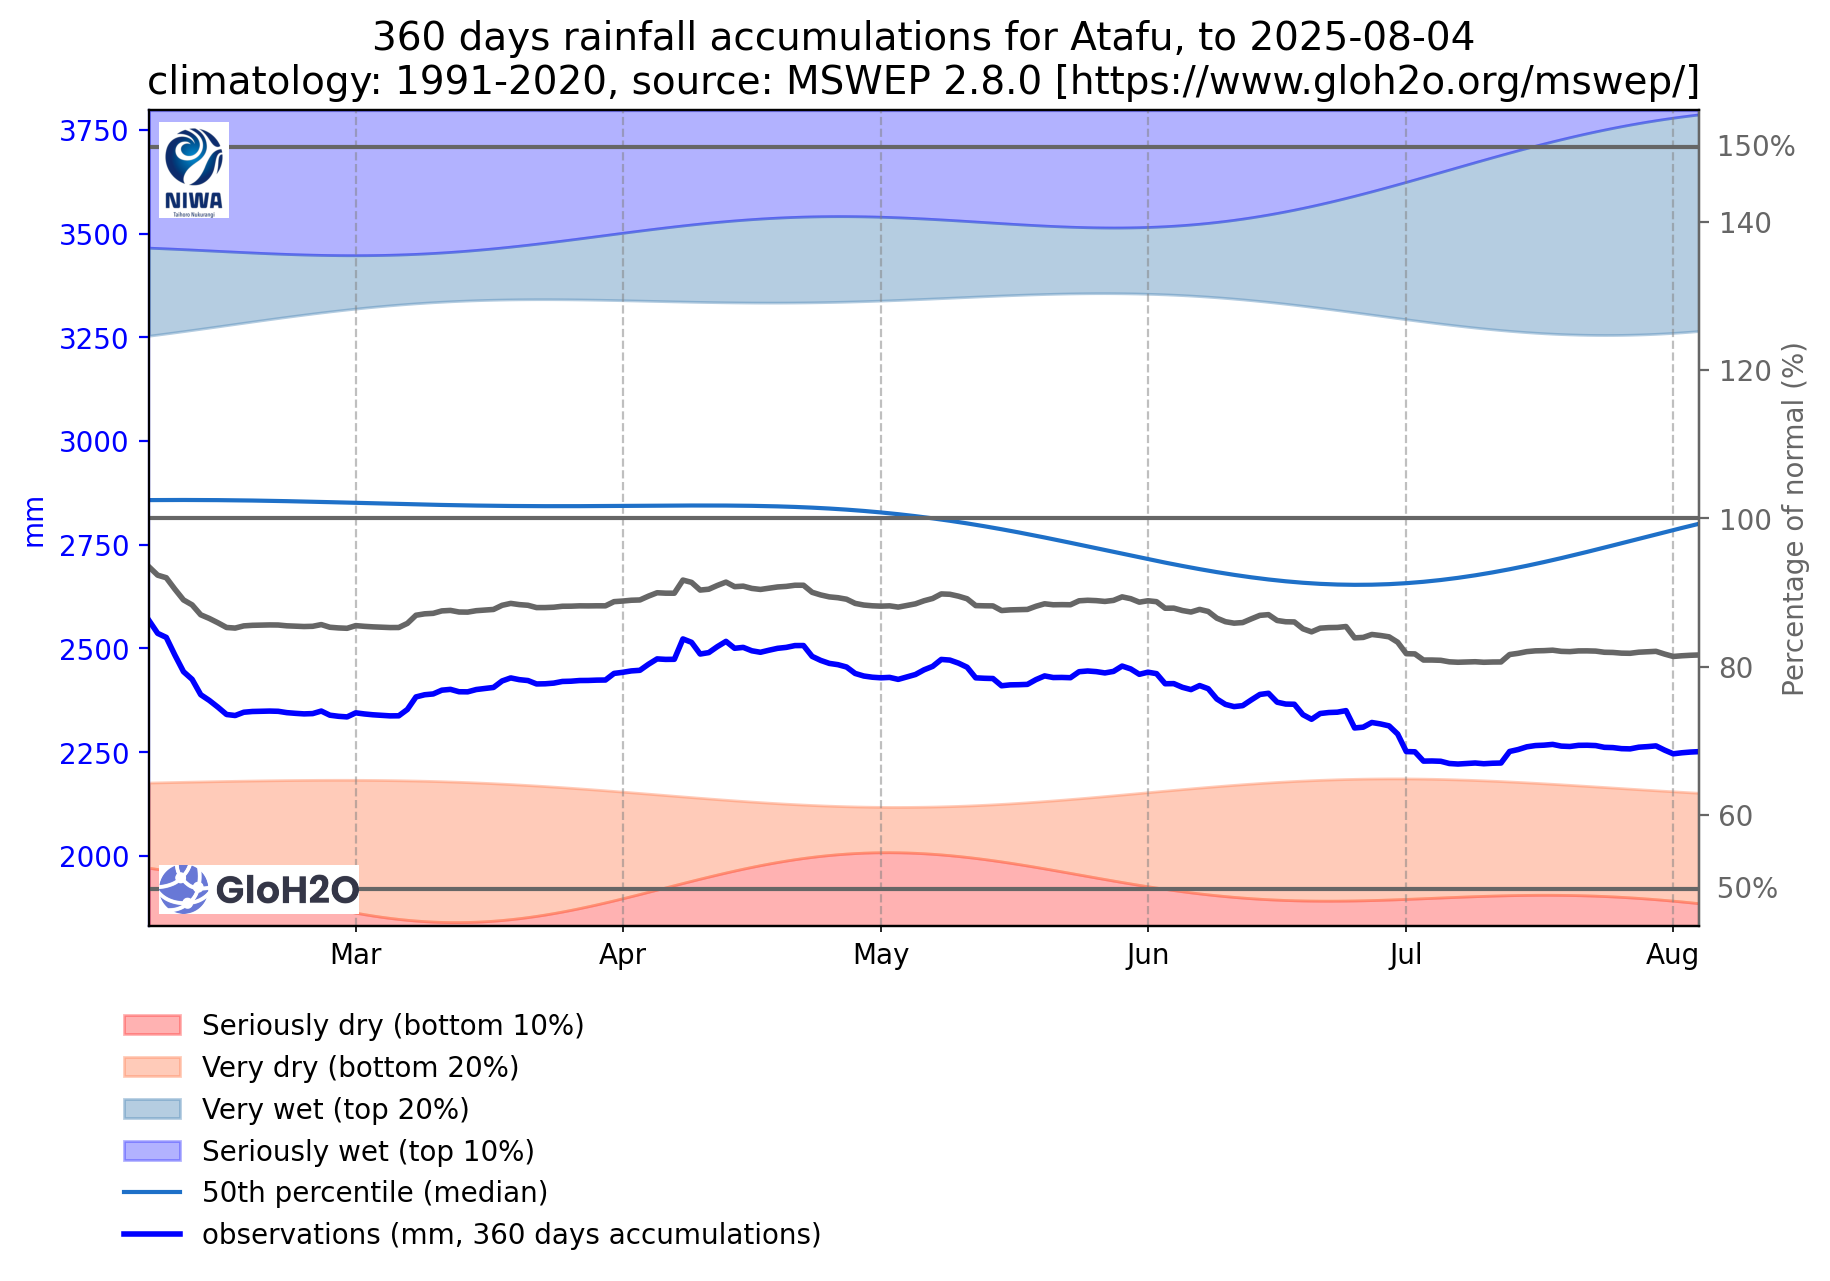 360 days rainfall accumulations for Atafu, to 2025-08-04
climatology: 1991-2020, source: MSWEP 2.8.0 [https://www.gloh2o.org/mswep/]
3750
3500
3250
3000
2750
2500
2250
2000
mm
NIWA
Taihoro Nukurangi
GloH2O
150%
140
120
100
80
60
50%
Percentage of normal (%)
Mar
Apr
May
Jun
Jul
Aug
Seriously dry (bottom 10%)
Very dry (bottom 20%)
Very wet (top 20%)
Seriously wet (top 10%)
50th percentile (median)
observations (mm, 360 days accumulations)